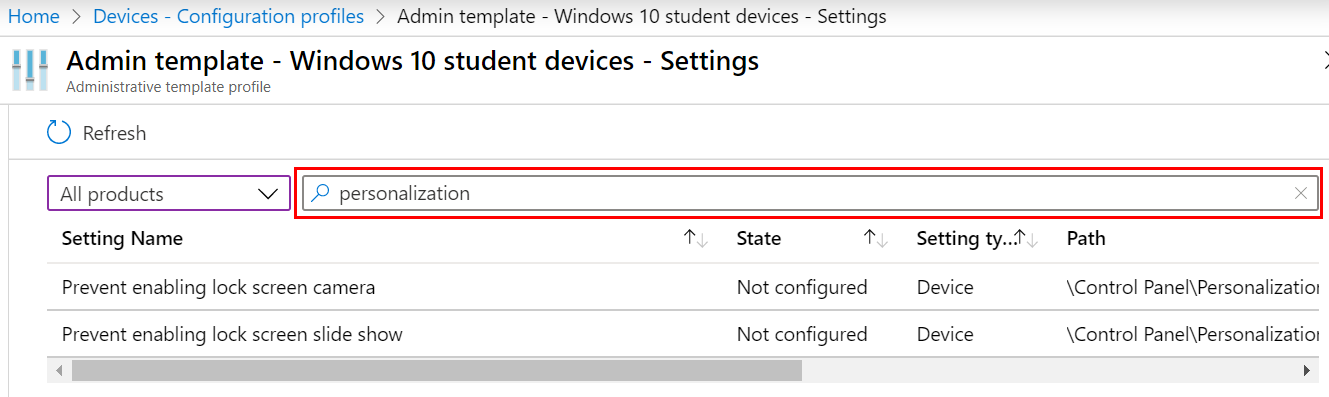 Home > Devices - Configuration profiles > Admin template - Windows 10 student devices - Settings
Admin template - Windows 10 student devices - Settings
Administrative template profile
Refresh
All products personalization
Setting Name State Setting ty... Path
Prevent enabling lock screen camera Not configured Device \Control Panel\Personalization
Prevent enabling lock screen slide show Not configured Device \Control Panel\Personalization